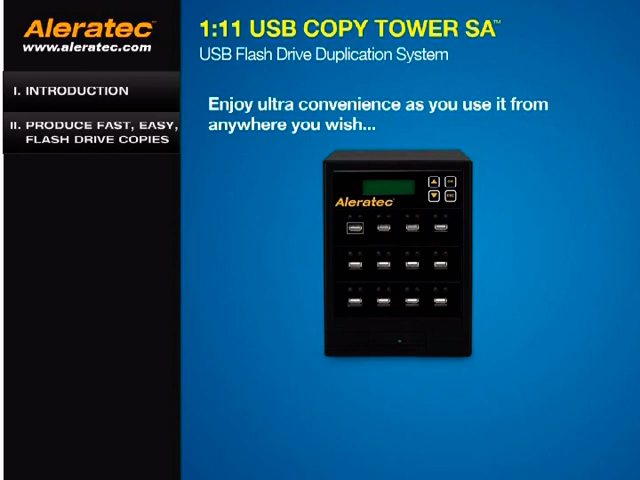 Aleratec
www.aleratec.com
1:11 USB COPY TOWER SA™
USB Flash Drive Duplication System
I. INTRODUCTION
II. PRODUCE FAST, EASY,
FLASH DRIVE COPIES
Enjoy ultra convenience as you use it from
anywhere you wish...
Aleratec